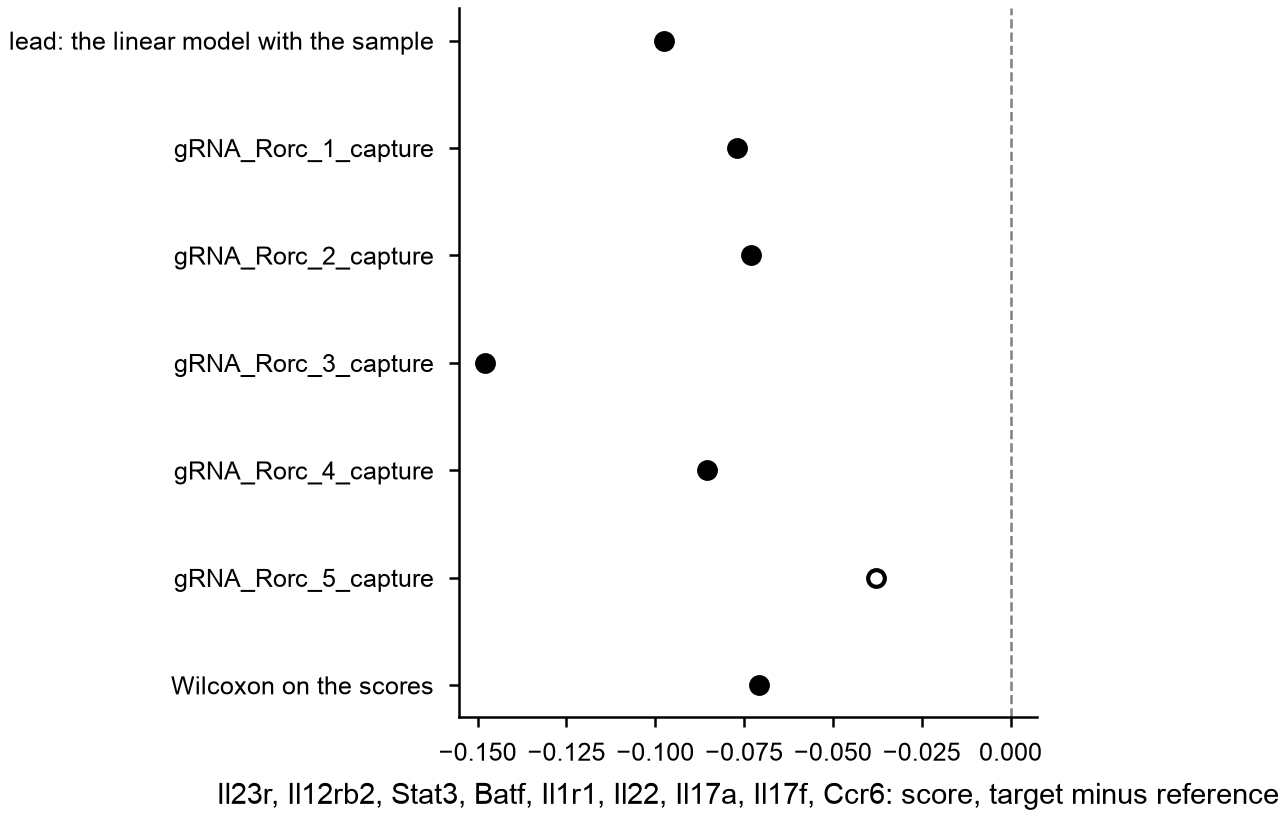 lead: the linear model with the sample
gRNA_Rorc_1_capture
gRNA_Rorc_2_capture
gRNA_Rorc_3_capture
gRNA_Rorc_4_capture
gRNA_Rorc_5_capture
Wilcoxon on the scores
−0.150 −0.125 −0.100 −0.075 −0.050 −0.025 0.000
Il23r, Il12rb2, Stat3, Batf, Il1r1, Il22, Il17a, Il17f, Ccr6: score, target minus reference